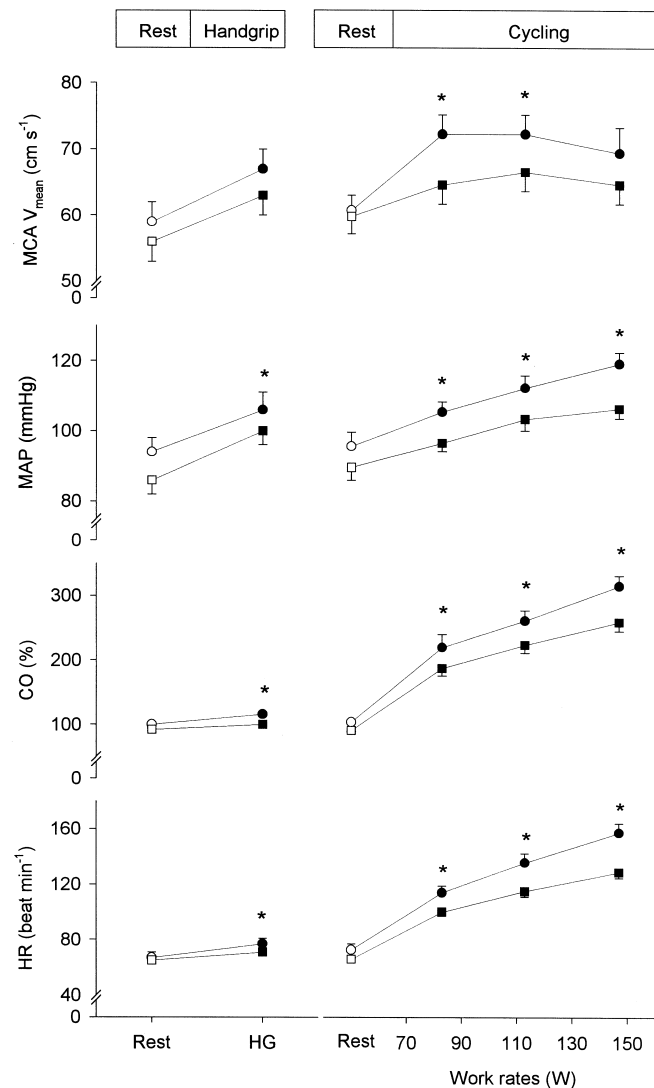 Rest Handgrip Rest Cycling
80
* *
70
60
50
0
MCA Vmean (cm s-1)
120
* * * *
100
80
0
MAP (mmHg)
300
* * * *
200
100
0
CO (%)
160
* * * *
120
80
40
0
HR (beat min-1)
Rest HG Rest 70 90 110 130 150
Work rates (W)